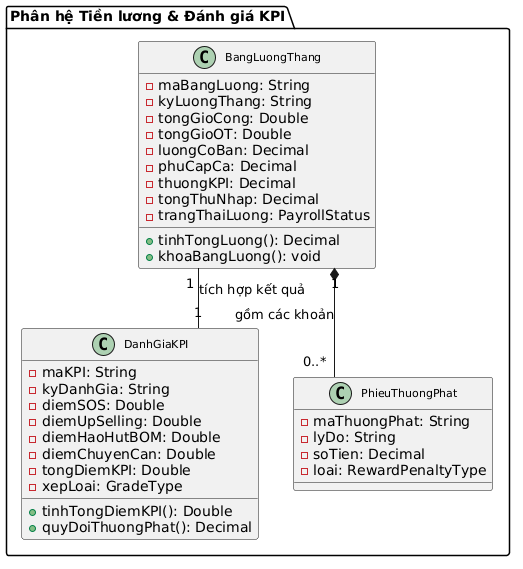 Phân hệ Tiền lương & Đánh giá KPI
C BangLuongThang
maBangLuong: String
kyLuongThang: String
tongGioCong: Double
tongGioOT: Double
luongCoBan: Decimal
phuCapCa: Decimal
thuongKPI: Decimal
tongThuNhap: Decimal
trangThaiLuong: PayrollStatus
tinhTongLuong(): Decimal
khoaBangLuong(): void
1
1
tích hợp kết quả
gồm các khoản
1
0..*
C DanhGiaKPI
maKPI: String
kyDanhGia: String
diemSOS: Double
diemUpSelling: Double
diemHaoHutBOM: Double
diemChuyenCan: Double
tongDiemKPI: Double
xepLoai: GradeType
tinhTongDiemKPI(): Double
quyDoiThuongPhat(): Decimal
C PhieuThuongPhat
maThuongPhat: String
lyDo: String
soTien: Decimal
loai: RewardPenaltyType